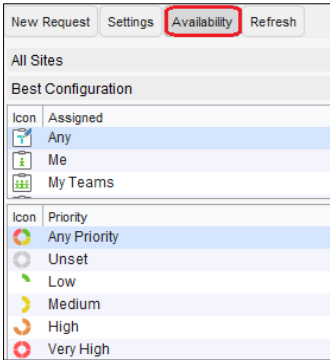 New Request Settings Availability Refresh
All Sites
Best Configuration
Icon Assigned
Any
Me
My Teams
Icon Priority
Any Priority
Unset
Low
Medium
High
Very High